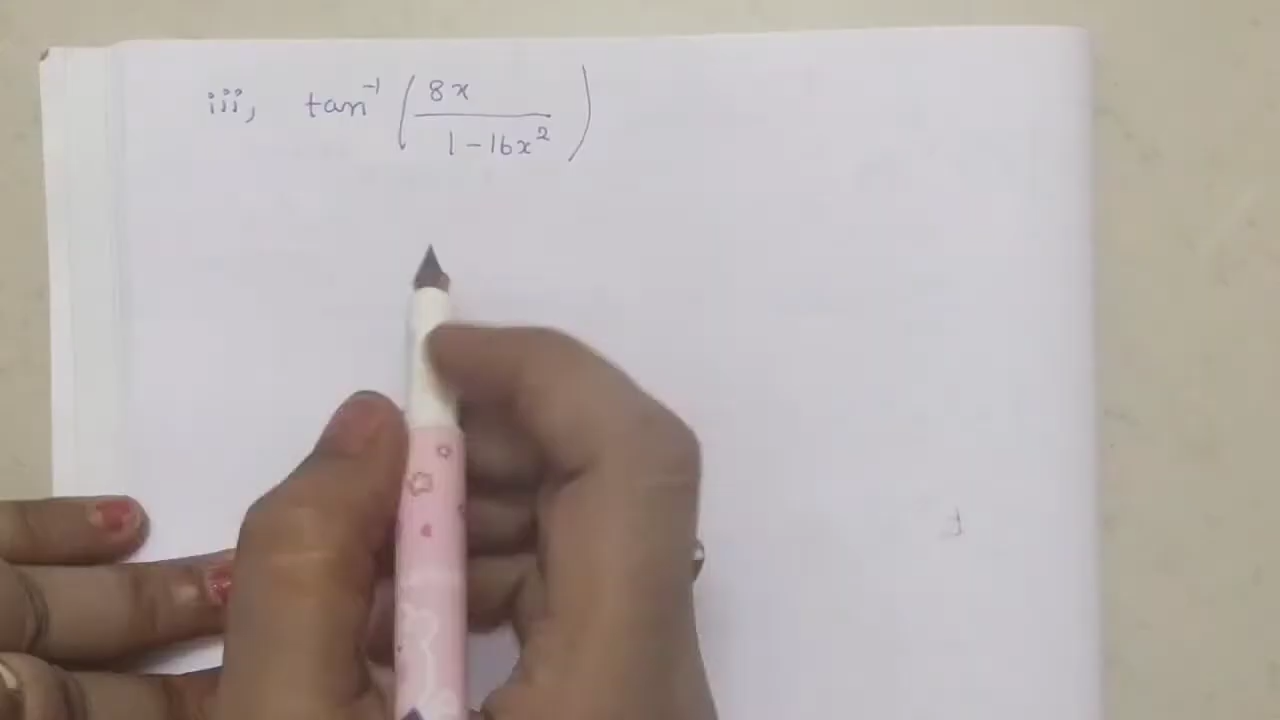 iii, tan⁻¹ (8x / 1-16x²)